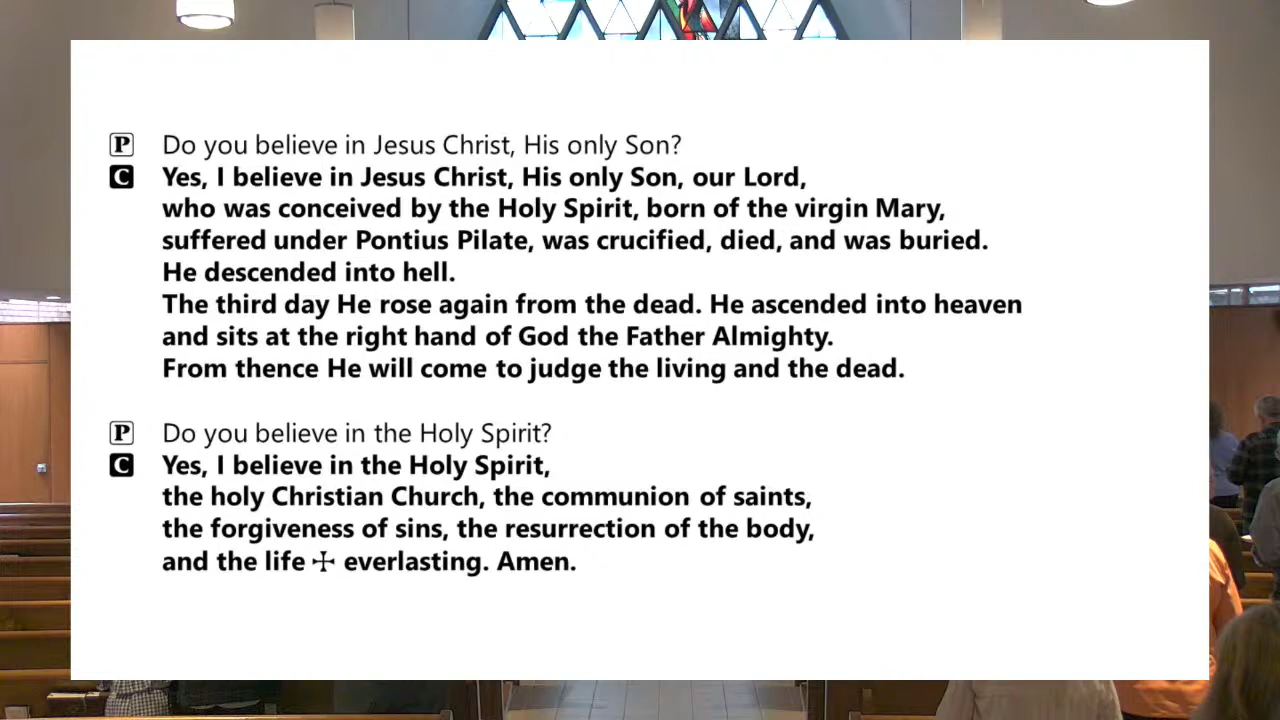 P Do you believe in Jesus Christ, His only Son?
C Yes, I believe in Jesus Christ, His only Son, our Lord,
who was conceived by the Holy Spirit, born of the virgin Mary,
suffered under Pontius Pilate, was crucified, died, and was buried.
He descended into hell.
The third day He rose again from the dead. He ascended into heaven
and sits at the right hand of God the Father Almighty.
From thence He will come to judge the living and the dead.
P Do you believe in the Holy Spirit?
C Yes, I believe in the Holy Spirit,
the holy Christian Church, the communion of saints,
the forgiveness of sins, the resurrection of the body,
and the life ☩ everlasting. Amen.